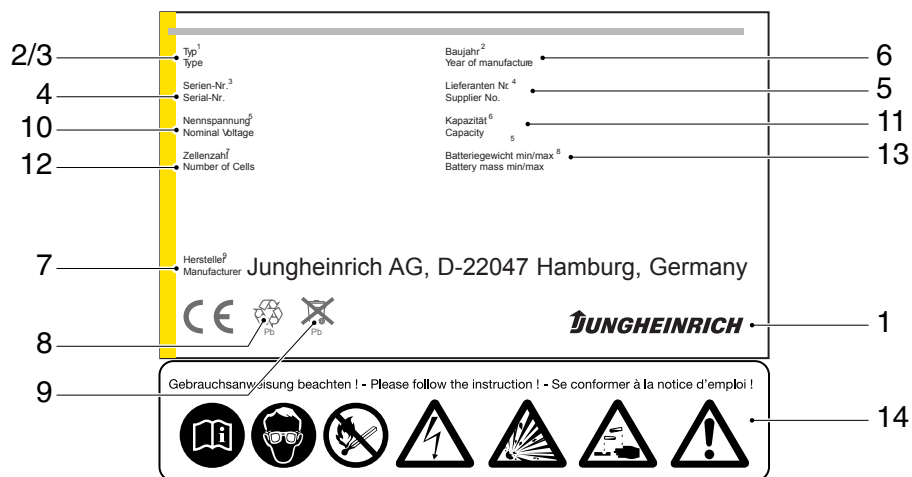 2/3 Typ1 Baujahr2 6
Type Year of manufacture
4 Serien-Nr.3 Lieferanten Nr. 4 5
Serial-Nr. Supplier No.
10 Nennspannung5 Kapazität6 11
Nominal Voltage Capacity 5
12 Zellenzahl7 Batteriegewicht min/max 8 13
Number of Cells Battery mass min/max
7 Hersteller9
Manufacturer Jungheinrich AG, D-22047 Hamburg, Germany
CE Pb Pb JUNGHEINRICH 1
8
9
Gebrauchsanweisung beachten ! - Please follow the instruction ! - Se conformer à la notice d'emploi !
i
14